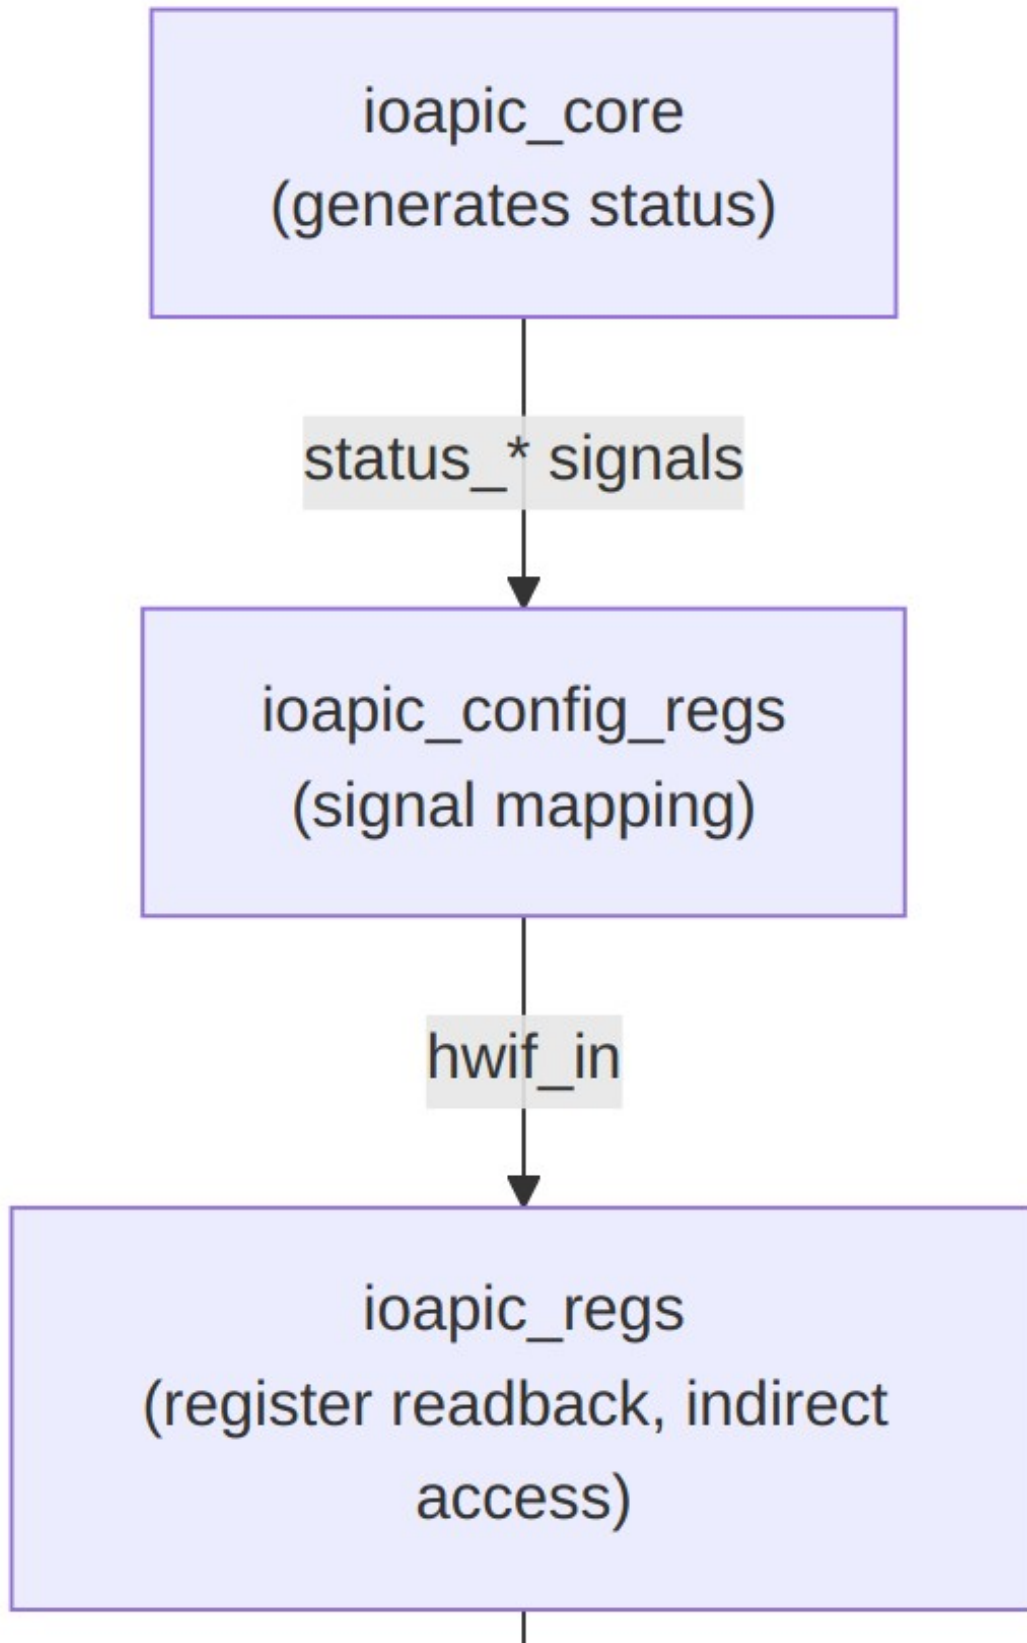 ioapic_core
(generates status)
status_* signals
ioapic_config_regs
(signal mapping)
hwif_in
ioapic_regs
(register readback, indirect
access)